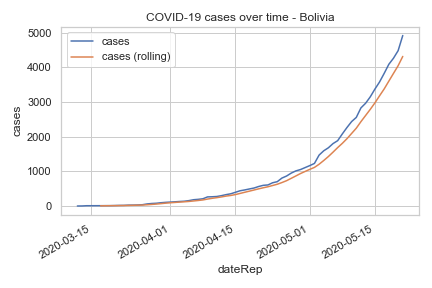 COVID-19 cases over time - Bolivia
cases
cases (rolling)
5000
4000
3000
2000
1000
0
cases
2020-03-15
2020-04-01
2020-04-15
2020-05-01
2020-05-15
dateRep